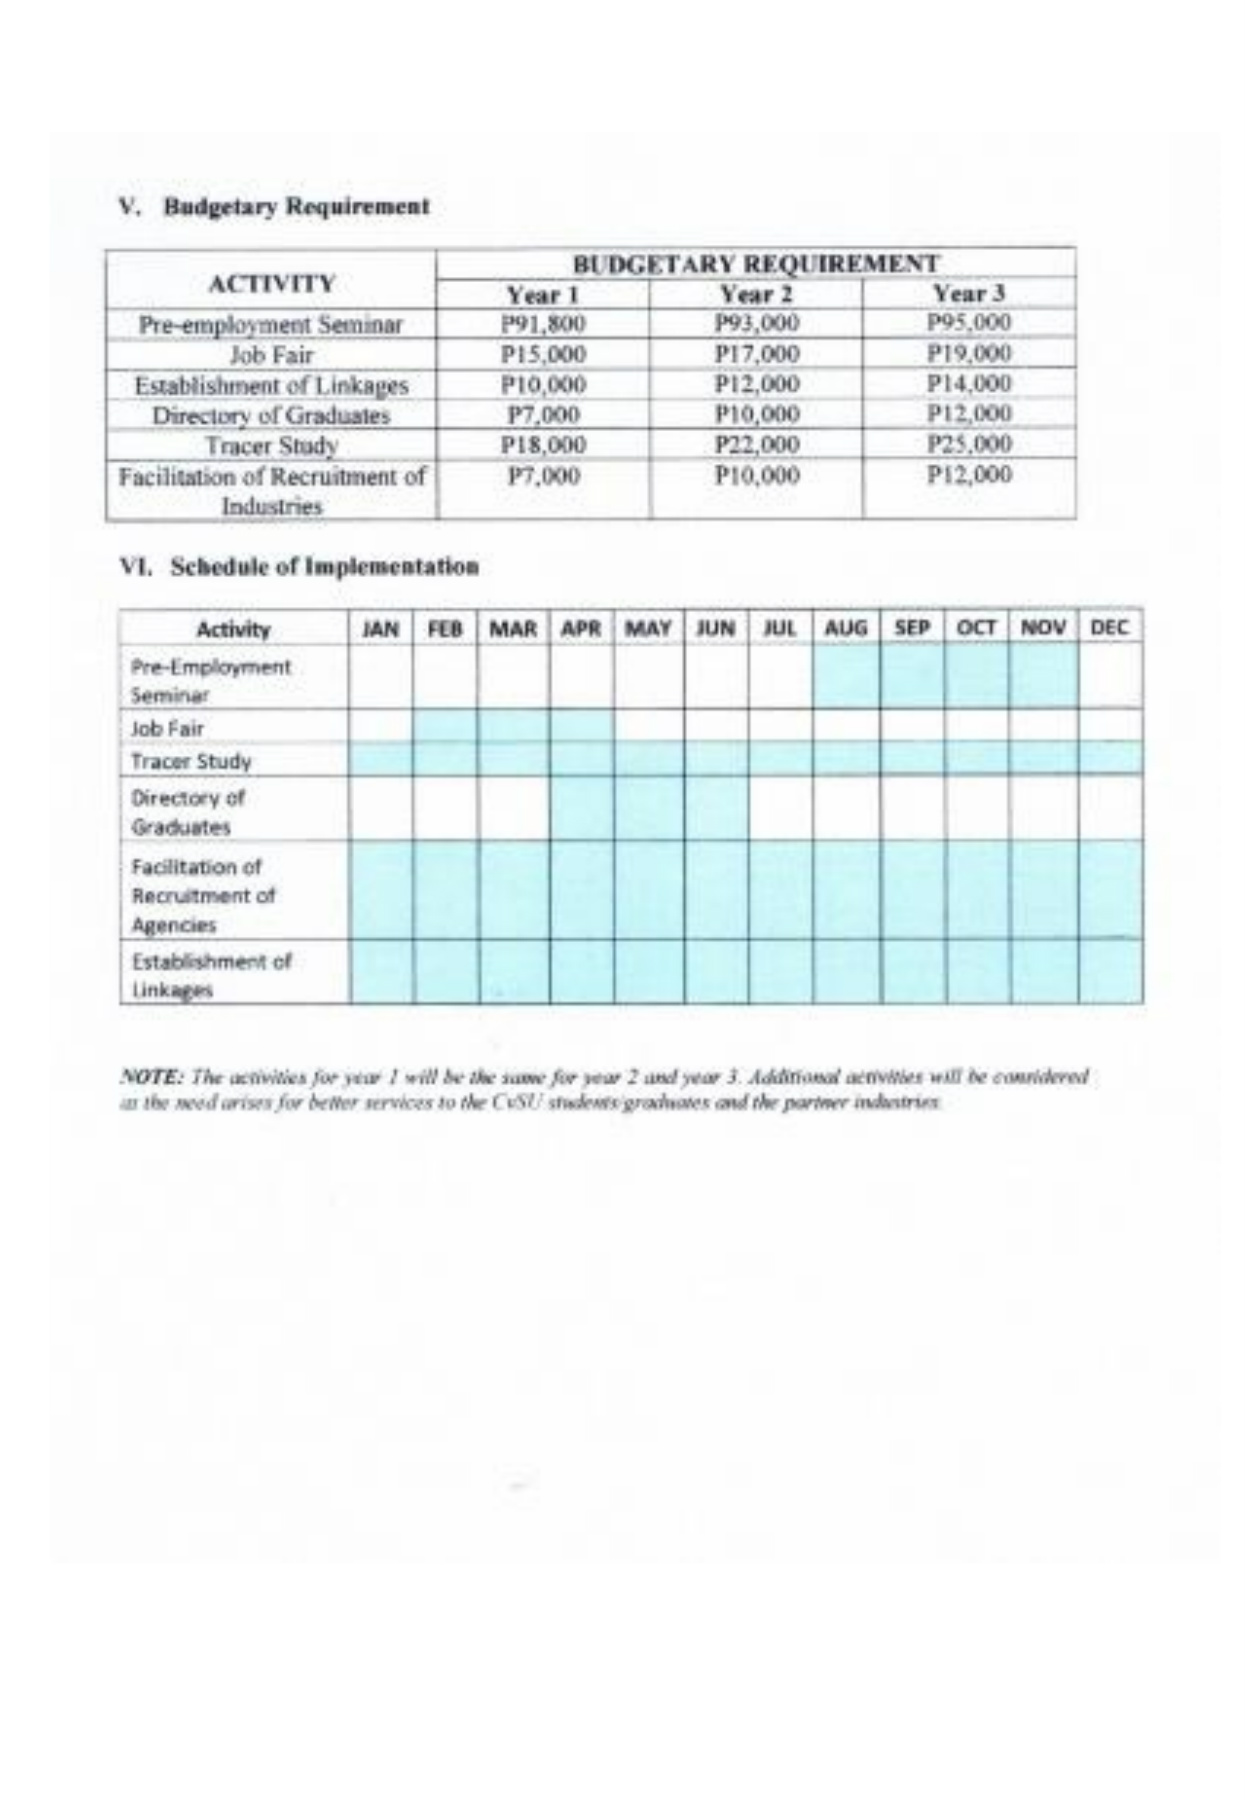 V. Budgetary Requirement
ACTIVITY
BUDGETARY REQUIREMENT
Year 1 Year 2 Year 3
Pre-employment Seminar P91,800 P93,000 P95,000
Job Fair P15,000 P17,000 P19,000
Establishment of Linkages P10,000 P12,000 P14,000
Directory of Graduates P7,000 P10,000 P12,000
Tracer Study P18,000 P22,000 P25,000
Facilitation of Recruitment of P7,000 P10,000 P12,000
Industries
VI. Schedule of Implementation
Activity JAN FEB MAR APR MAY JUN JUL AUG SEP OCT NOV DEC
Pre-Employment
Seminar
Job Fair
Tracer Study
Directory of
Graduates
Facilitation of
Recruitment of
Agencies
Establishment of
Linkages
NOTE: The activities for year 1 will be the same for year 2 and year 3. Additional activities will be considered
as the need arises for better services to the CvSU students/graduates and the partner industries.